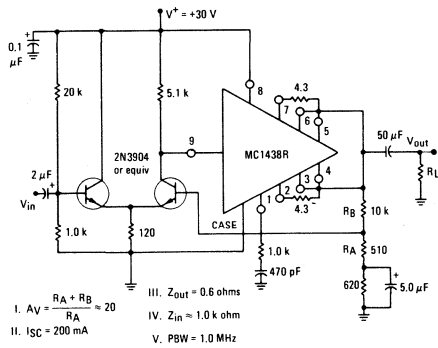 V⁺ = +30 V
0.1 μF
20 k
5.1 k
8
4.3
7
6
5
9
MC1438R
4
3
2
1
4.3
50 μF
Vout
RL
2N3904
or equiv
2 μF
Vin
CASE
1.0 k
120
1.0 k
470 pF
RB
10 k
RA
510
620
5.0 μF
I. AV = (RA + RB) / RA ≈ 20
II. ISC = 200 mA
III. Zout = 0.6 ohms
IV. Zin ≈ 1.0 k ohm
V. PBW = 1.0 MHz